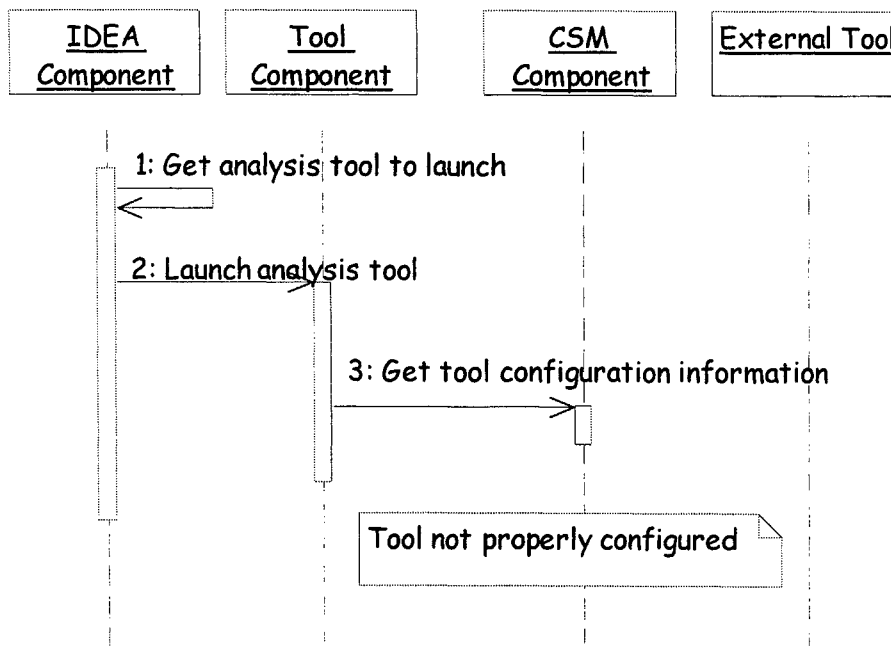 IDEA
Component
Tool
Component
CSM
Component
External Tool
1: Get analysis tool to launch
2: Launch analysis tool
3: Get tool configuration information
Tool not properly configured